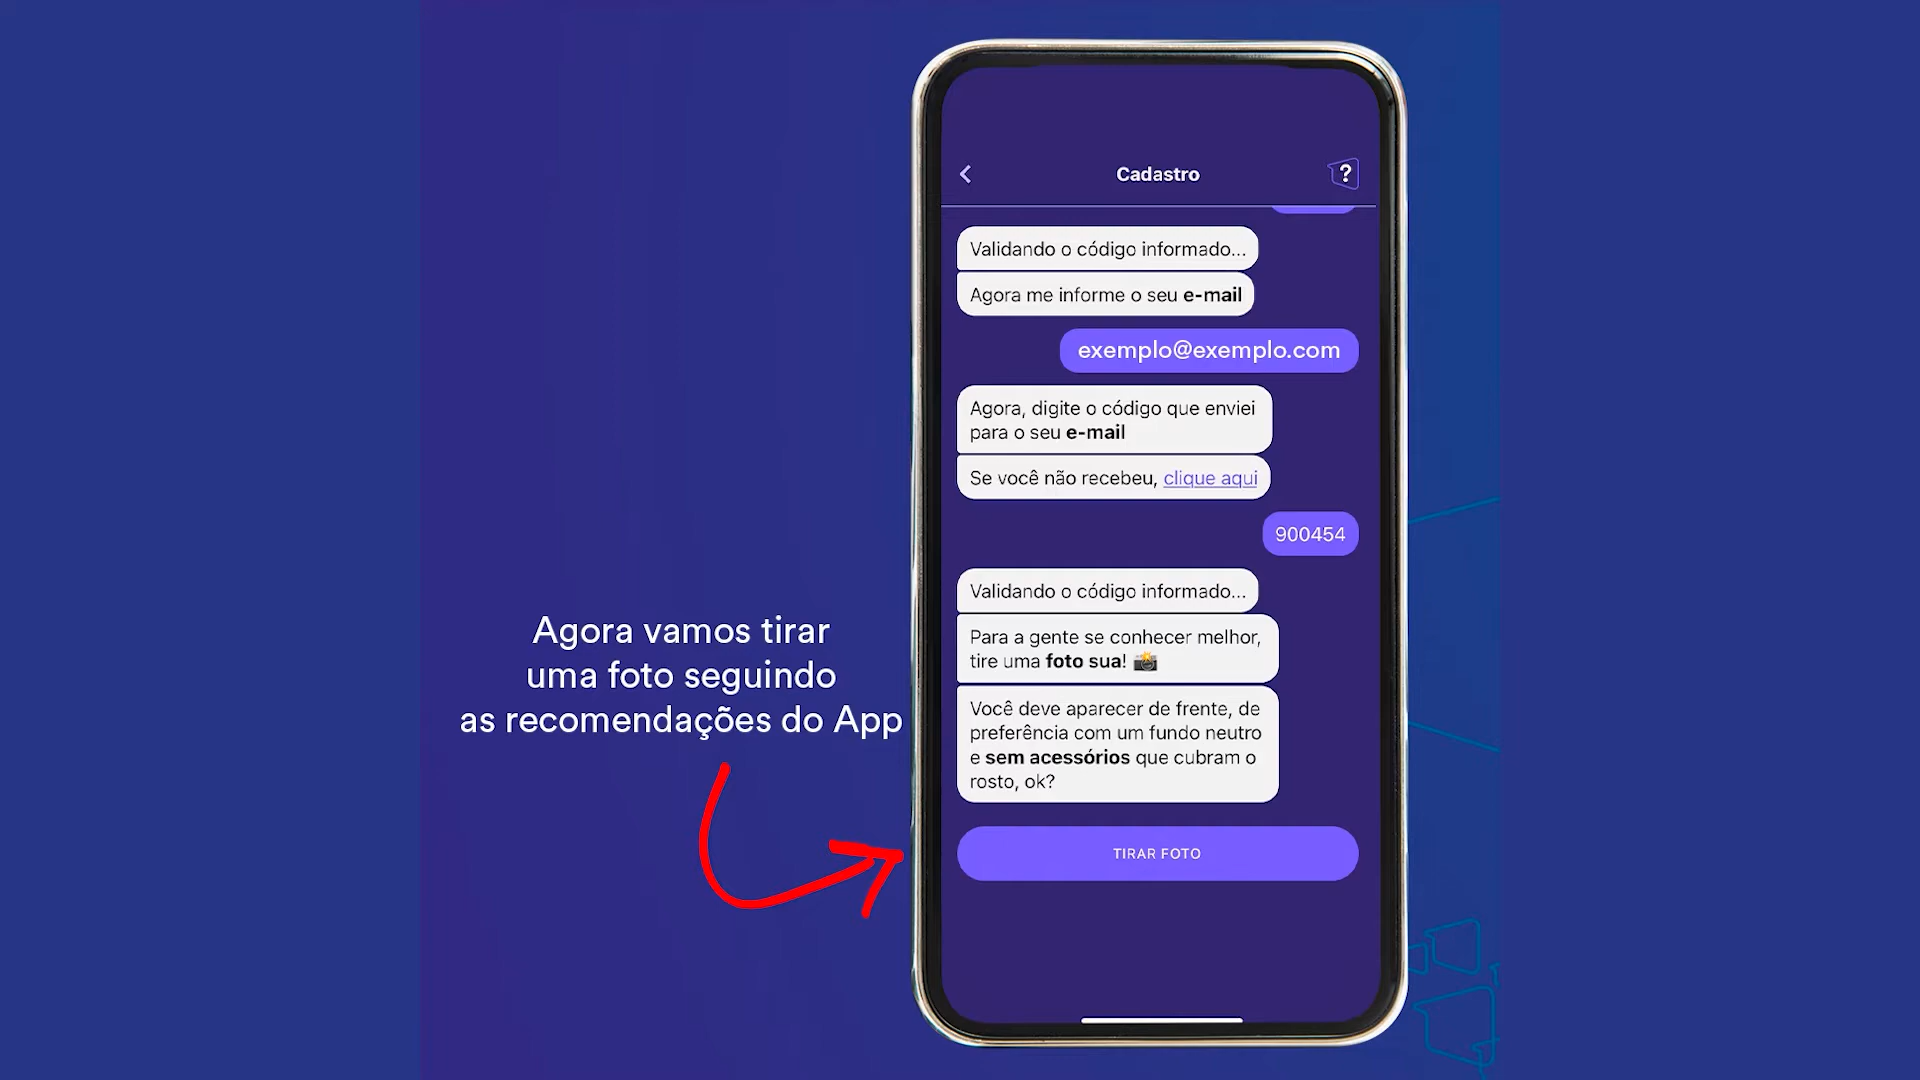 Cadastro
?
Validando o código informado...
Agora me informe o seu e-mail
exemplo@exemplo.com
Agora, digite o código que enviei
para o seu e-mail
Se você não recebeu, clique aqui
900454
Validando o código informado...
Para a gente se conhecer melhor,
tire uma foto sua! 📸
Você deve aparecer de frente, de
preferência com um fundo neutro
e sem acessórios que cubram o
rosto, ok?
TIRAR FOTO
Agora vamos tirar
uma foto seguindo
as recomendações do App